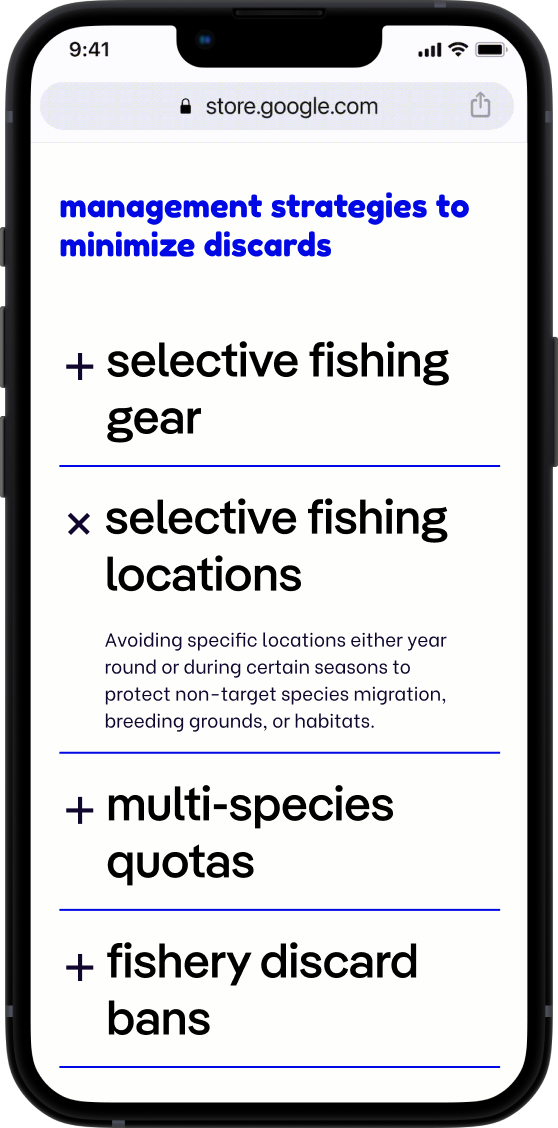 9:41
store.google.com
management strategies to
minimize discards
+ selective fishing
gear
× selective fishing
locations
Avoiding specific locations either year
round or during certain seasons to
protect non-target species migration,
breeding grounds, or habitats.
+ multi-species
quotas
+ fishery discard
bans